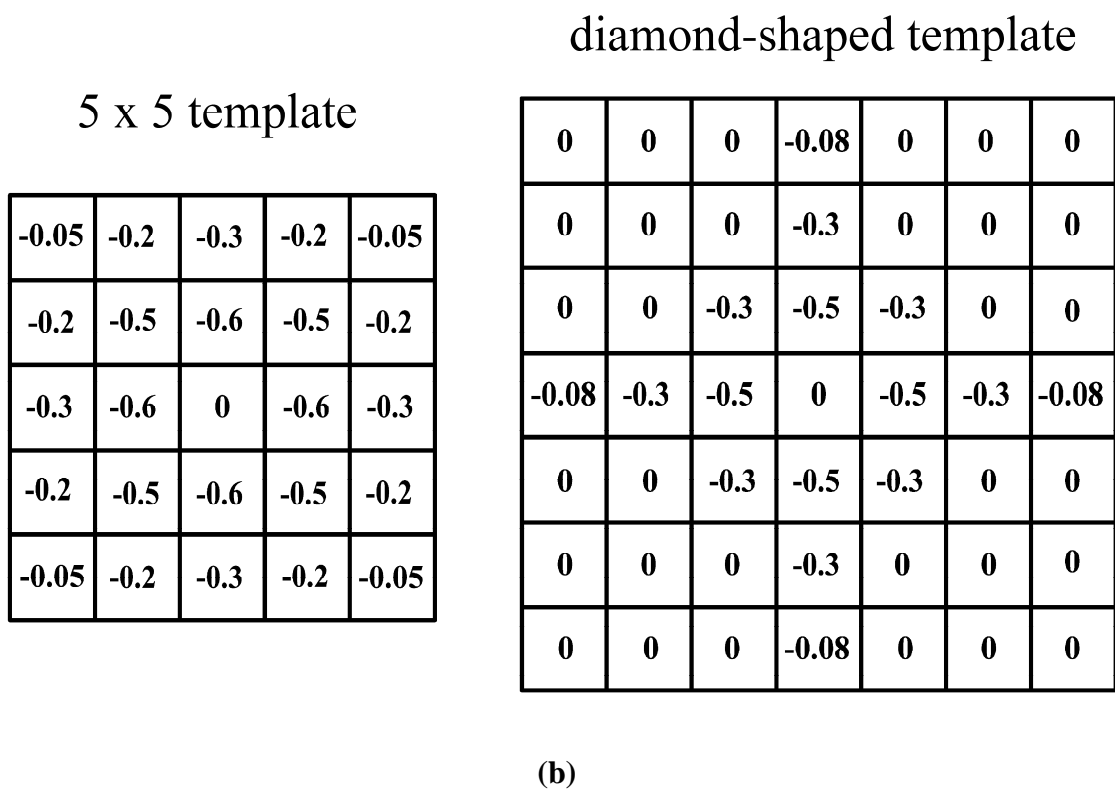 diamond-shaped template
5 x 5 template
0 0 0 -0.08 0 0 0
0 0 0 -0.3 0 0 0
0 0 -0.3 -0.5 -0.3 0 0
-0.08 -0.3 -0.5 0 -0.5 -0.3 -0.08
0 0 -0.3 -0.5 -0.3 0 0
0 0 0 -0.3 0 0 0
0 0 0 -0.08 0 0 0
-0.05 -0.2 -0.3 -0.2 -0.05
-0.2 -0.5 -0.6 -0.5 -0.2
-0.3 -0.6 0 -0.6 -0.3
-0.2 -0.5 -0.6 -0.5 -0.2
-0.05 -0.2 -0.3 -0.2 -0.05
(b)